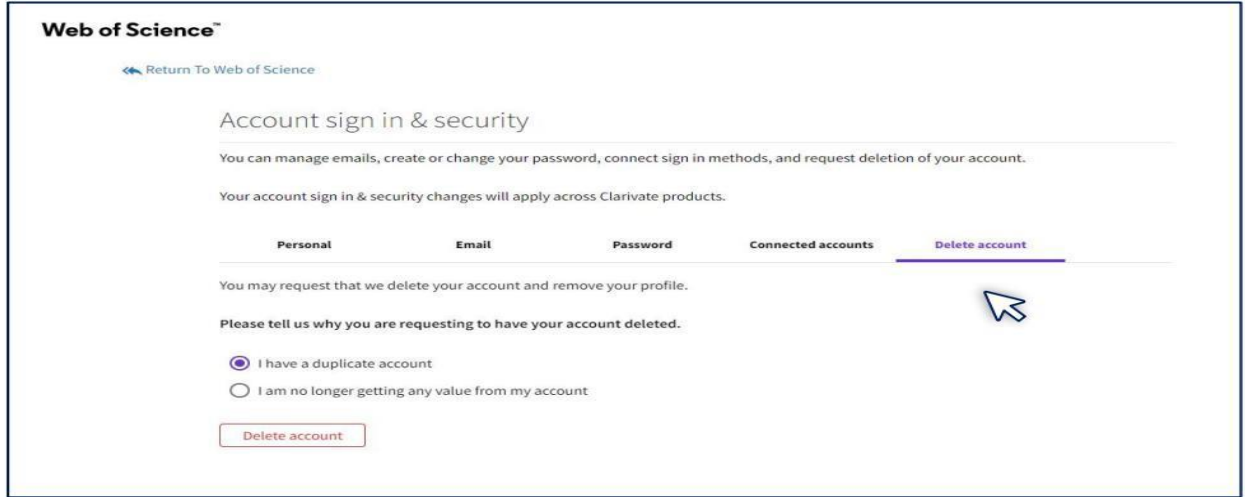 Web of Science™
Return To Web of Science
Account sign in & security
You can manage emails, create or change your password, connect sign in methods, and request deletion of your account.
Your account sign in & security changes will apply across Clarivate products.
Personal Email Password Connected accounts Delete account
You may request that we delete your account and remove your profile.
Please tell us why you are requesting to have your account deleted.
I have a duplicate account
I am no longer getting any value from my account
Delete account